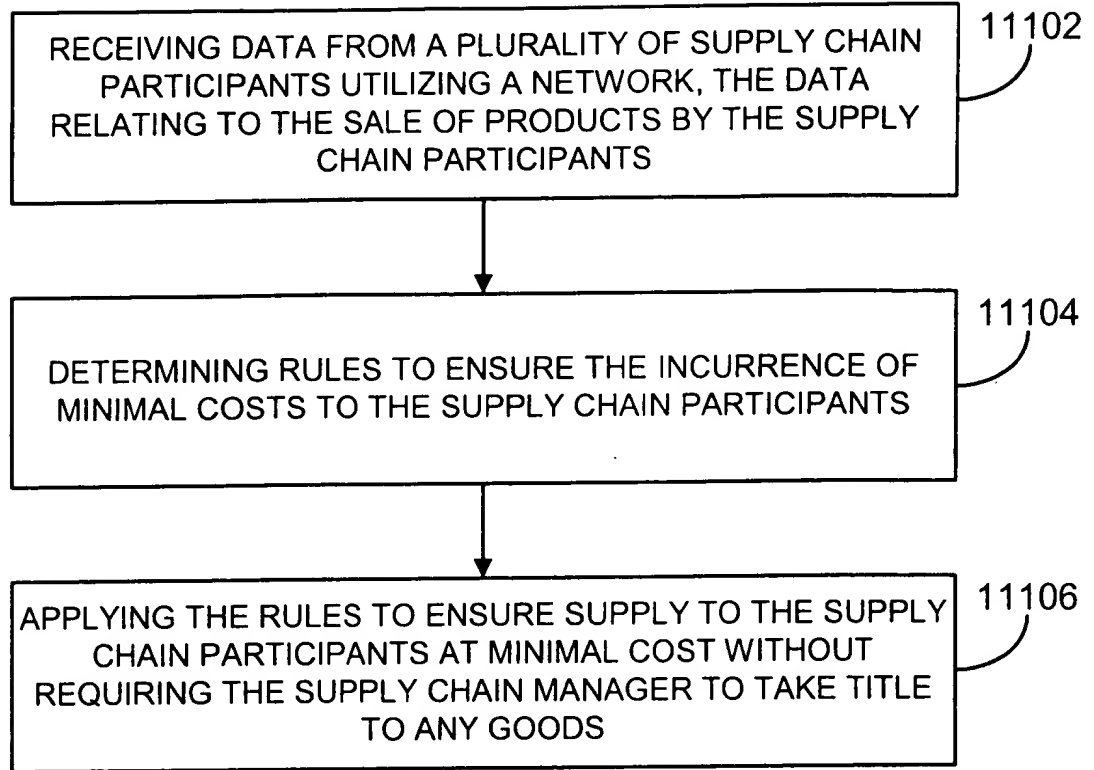 RECEIVING DATA FROM A PLURALITY OF SUPPLY CHAIN
PARTICIPANTS UTILIZING A NETWORK, THE DATA
RELATING TO THE SALE OF PRODUCTS BY THE SUPPLY
CHAIN PARTICIPANTS
11102
DETERMINING RULES TO ENSURE THE INCURRENCE OF
MINIMAL COSTS TO THE SUPPLY CHAIN PARTICIPANTS
11104
APPLYING THE RULES TO ENSURE SUPPLY TO THE SUPPLY
CHAIN PARTICIPANTS AT MINIMAL COST WITHOUT
REQUIRING THE SUPPLY CHAIN MANAGER TO TAKE TITLE
TO ANY GOODS
11106